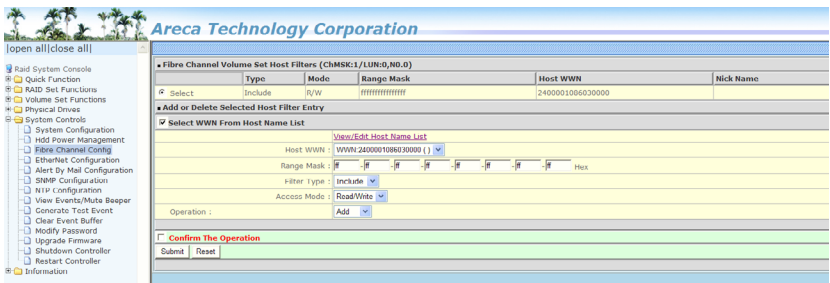 Areca Technology Corporation
|open all|close all|
Raid System Console
Quick Function
RAID Set Functions
Volume Set Functions
Physical Drives
System Controls
System Configuration
Hdd Power Management
Fibre Channel Config
EtherNet Configuration
Alert By Mail Configuration
SNMP Configuration
NTP Configuration
View Events/Mute Beeper
Generate Test Event
Clear Event Buffer
Modify Password
Upgrade Firmware
Shutdown Controller
Restart Controller
Information
Fibre Channel Volume Set Host Filters (ChMSK:1/LUN:0,N0.0)
Type Mode Range Mask Host WWN Nick Name
Select Include R/W ffffffffffffffff 2400001086030000
Add or Delete Selected Host Filter Entry
Select WWN From Host Name List
View/Edit Host Name List
Host WWN : WWN:2400001086030000 ( )
Range Mask : ff -ff -ff -ff -ff -ff -ff -ff Hex
Filter Type : Include
Access Mode : Read/Write
Operation : Add
Confirm The Operation
Submit Reset